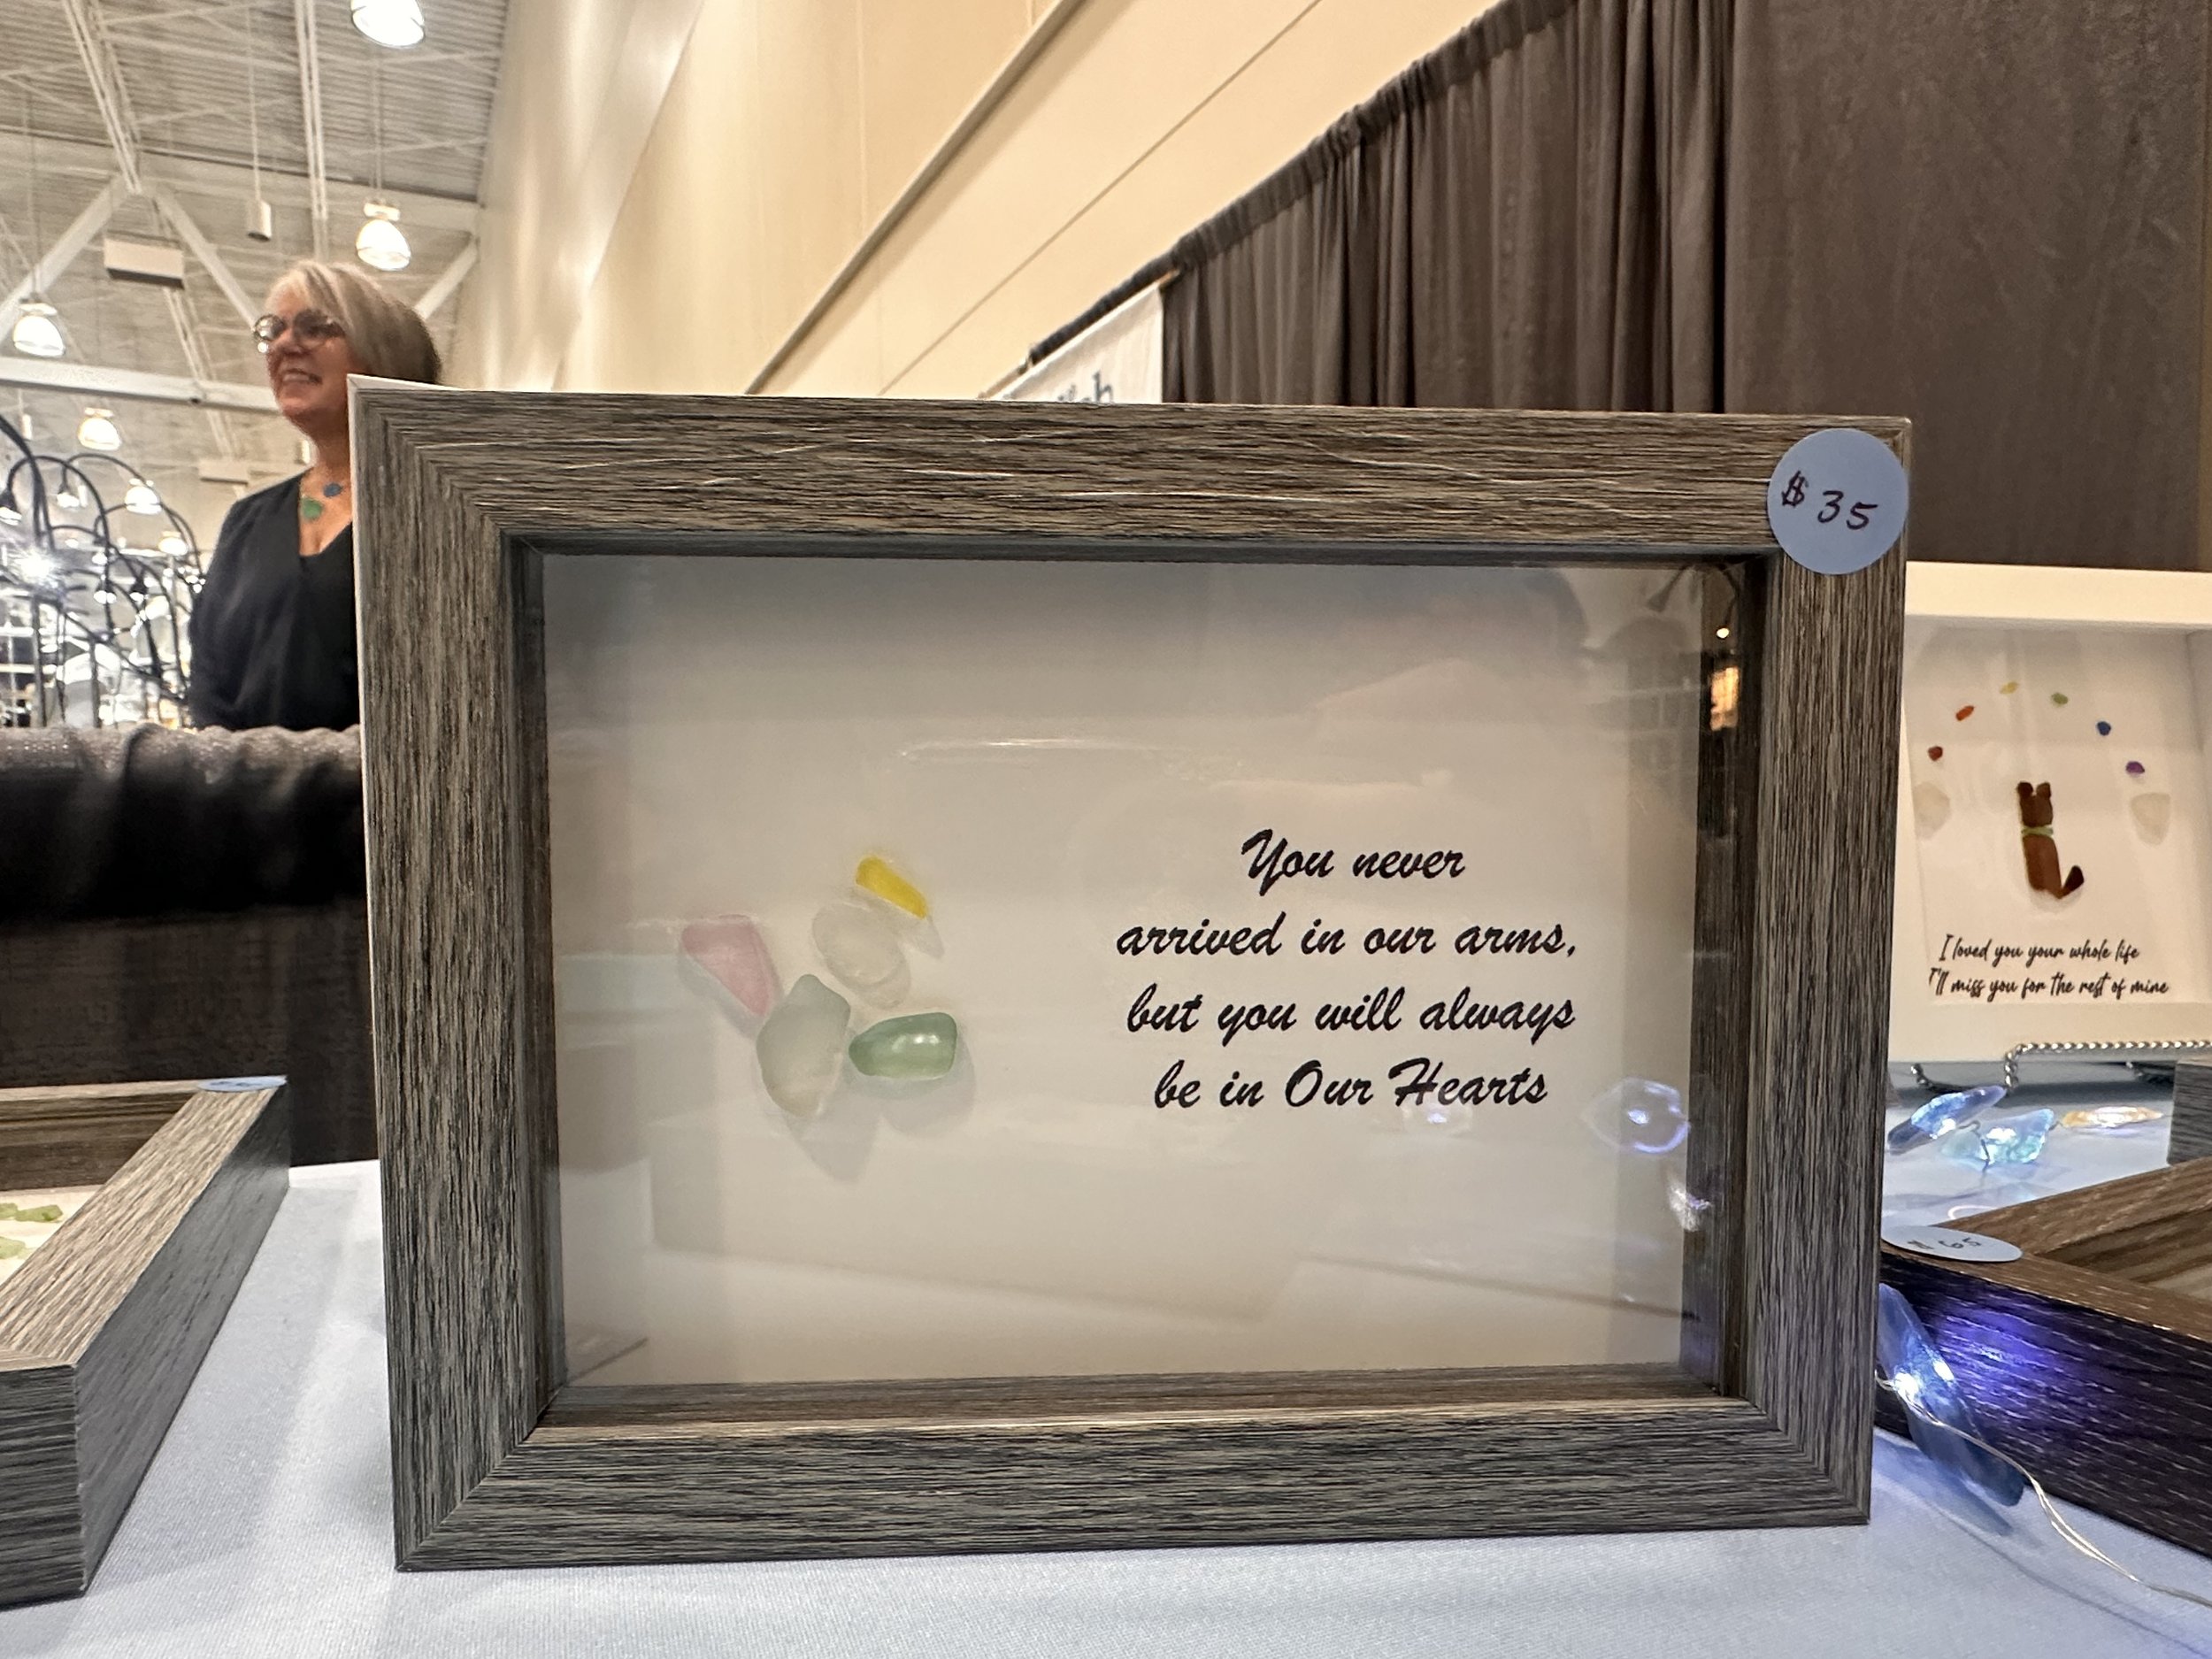 $ 35
You never
arrived in our arms,
but you will always
be in Our Hearts
I loved you your whole life
I'll miss you for the rest of mine
$ 65